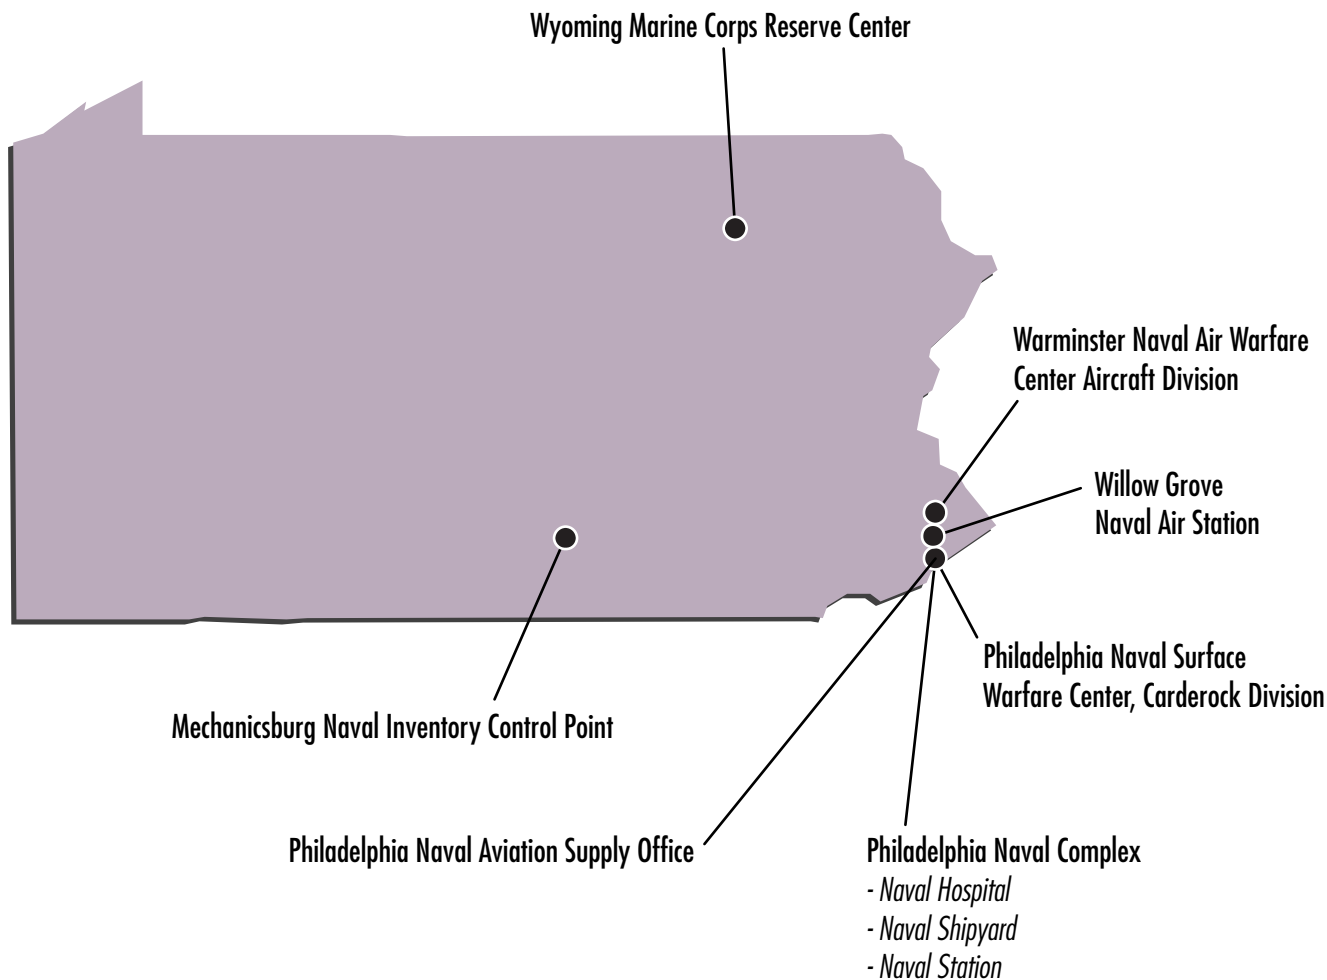 Wyoming Marine Corps Reserve Center
Warminster Naval Air Warfare
Center Aircraft Division
Willow Grove
Naval Air Station
Philadelphia Naval Surface
Warfare Center, Carderock Division
Mechanicsburg Naval Inventory Control Point
Philadelphia Naval Aviation Supply Office
Philadelphia Naval Complex
- Naval Hospital
- Naval Shipyard
- Naval Station